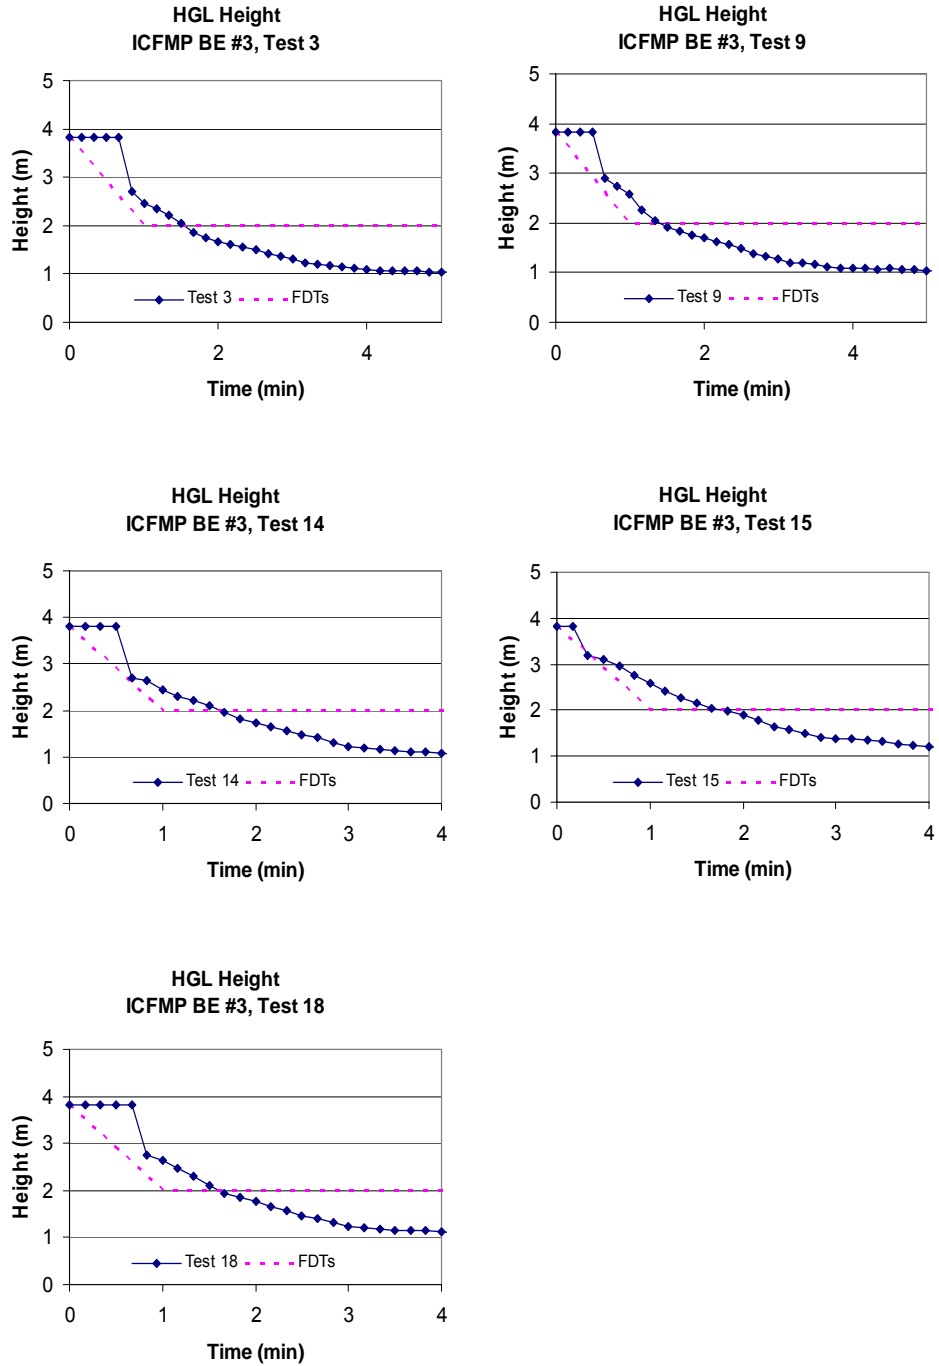 HGL Height
ICFMP BE #3, Test 3
5
4
3
2
1
0
Height (m)
Test 3
FDTs
0 2 4
Time (min)
HGL Height
ICFMP BE #3, Test 9
5
4
3
2
1
0
Height (m)
Test 9
FDTs
0 2 4
Time (min)
HGL Height
ICFMP BE #3, Test 14
5
4
3
2
1
0
Height (m)
Test 14
FDTs
0 1 2 3 4
Time (min)
HGL Height
ICFMP BE #3, Test 15
5
4
3
2
1
0
Height (m)
Test 15
FDTs
0 1 2 3 4
Time (min)
HGL Height
ICFMP BE #3, Test 18
5
4
3
2
1
0
Height (m)
Test 18
FDTs
0 1 2 3 4
Time (min)